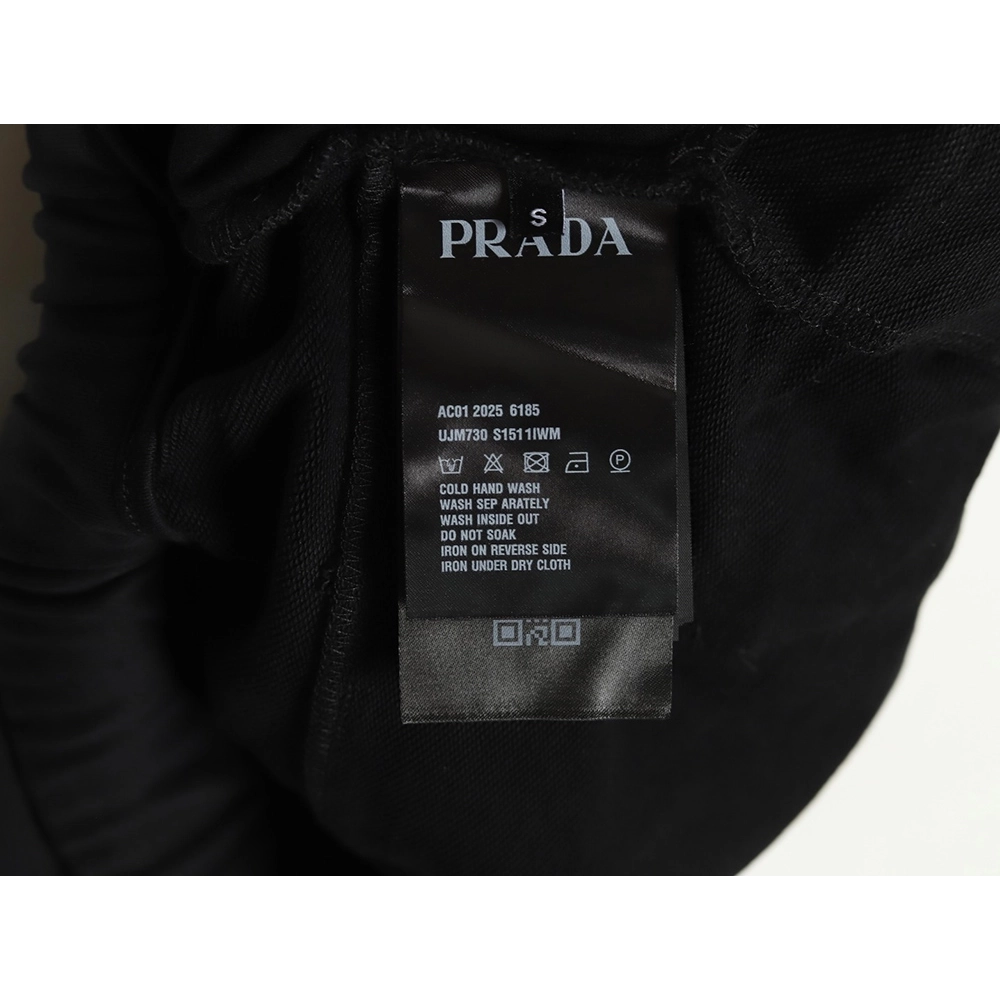 S
PRADA
AC01 2025 6185
UJM730 S1511IWM
P
COLD HAND WASH
WASH SEP ARATELY
WASH INSIDE OUT
DO NOT SOAK
IRON ON REVERSE SIDE
IRON UNDER DRY CLOTH